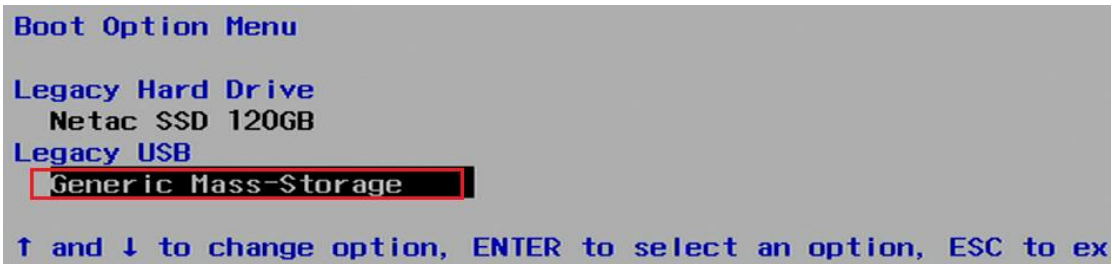 Boot Option Menu
Legacy Hard Drive
Netac SSD 120GB
Legacy USB
Generic Mass-Storage
↑ and ↓ to change option, ENTER to select an option, ESC to ex